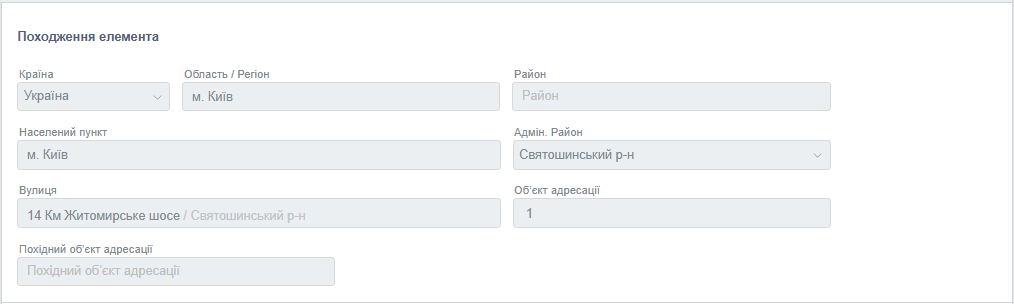 Походження елемента
Країна Область / Регіон Район
Україна м. Київ Район
Населений пункт Адмін. Район
м. Київ Святошинський р-н
Вулиця Об'єкт адресації
14 Км Житомирське шосе / Святошинський р-н 1
Похідний об'єкт адресації
Похідний об'єкт адресації